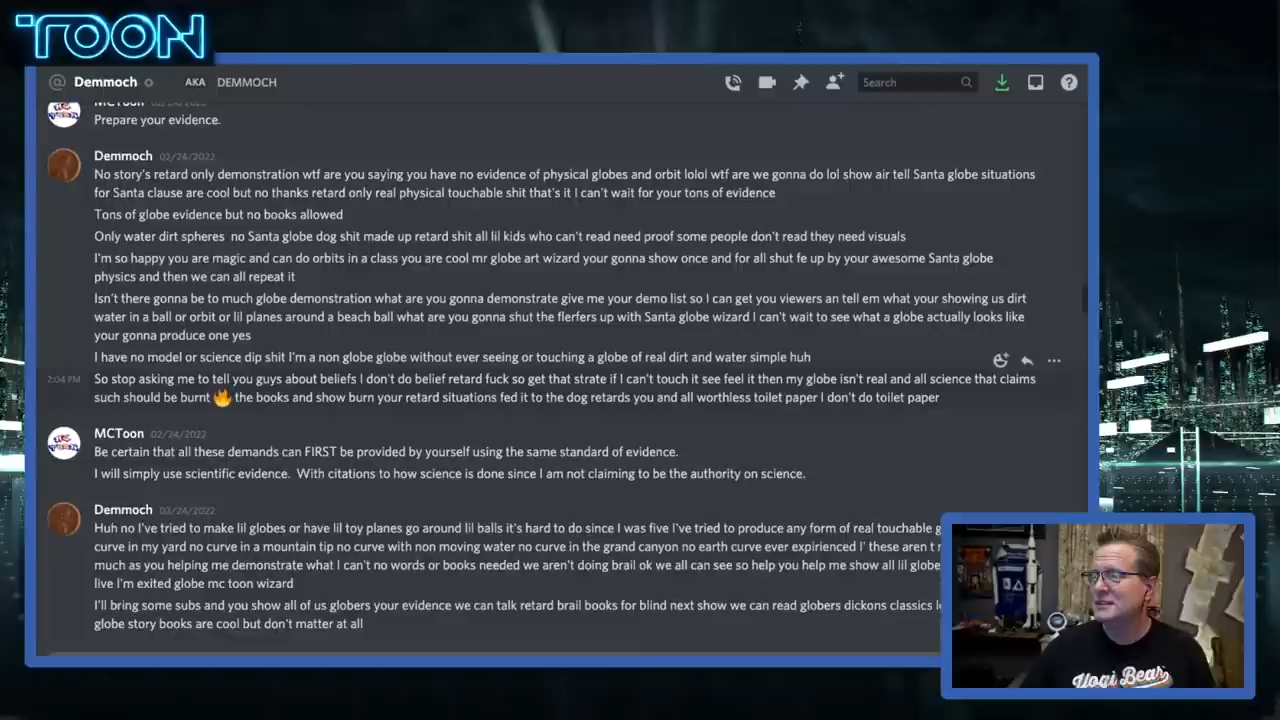 TOON
@ Demmoch AKA DEMMOCH Search
MCToon 02/24/2022
Prepare your evidence.
Demmoch 02/24/2022
No story's retard only demonstration wtf are you saying you have no evidence of physical globes and orbit lolol wtf are we gonna do lol show air tell Santa globe situations
for Santa clause are cool but no thanks retard only real physical touchable shit that's it I can't wait for your tons of evidence
Tons of globe evidence but no books allowed
Only water dirt spheres  no Santa globe dog shit made up retard shit all lil kids who can't read need proof some people don't read they need visuals
I'm so happy you are magic and can do orbits in a class you are cool mr globe art wizard your gonna show once and for all shut fe up by your awesome Santa globe
physics and then we can all repeat it
Isn't there gonna be to much globe demonstration what are you gonna demonstrate give me your demo list so I can get you viewers an tell em what your showing us dirt
water in a ball or orbit or lil planes around a beach ball what are you gonna shut the flerfers up with Santa globe wizard I can't wait to see what a globe actually looks like
your gonna produce one yes
I have no model or science dip shit I'm a non globe globe without ever seeing or touching a globe of real dirt and water simple huh
2:04 PM So stop asking me to tell you guys about beliefs I don't do belief retard fuck so get that strate if I can't touch it see feel it then my globe isn't real and all science that claims
such should be burnt 🔥 the books and show burn your retard situations fed it to the dog retards you and all worthless toilet paper I don't do toilet paper
MCToon 02/24/2022
Be certain that all these demands can FIRST be provided by yourself using the same standard of evidence.
I will simply use scientific evidence.  With citations to how science is done since I am not claiming to be the authority on science.
Demmoch 02/24/2022
Huh no I've tried to make lil globes or have lil toy planes go around lil balls it's hard to do since I was five I've tried to produce any form of real touchable
curve in my yard no curve in a mountain tip no curve with non moving water no curve in the grand canyon no earth curve ever expirienced I' these aren t
much as you helping me demonstrate what I can't no words or books needed we aren't doing brail ok we all can see so help you help me show all lil globe
live I'm exited globe mc toon wizard
I'll bring some subs and you show all of us globers your evidence we can talk retard brail books for blind next show we can read globers dickons classics
globe story books are cool but don't matter at all
Yogi Bear